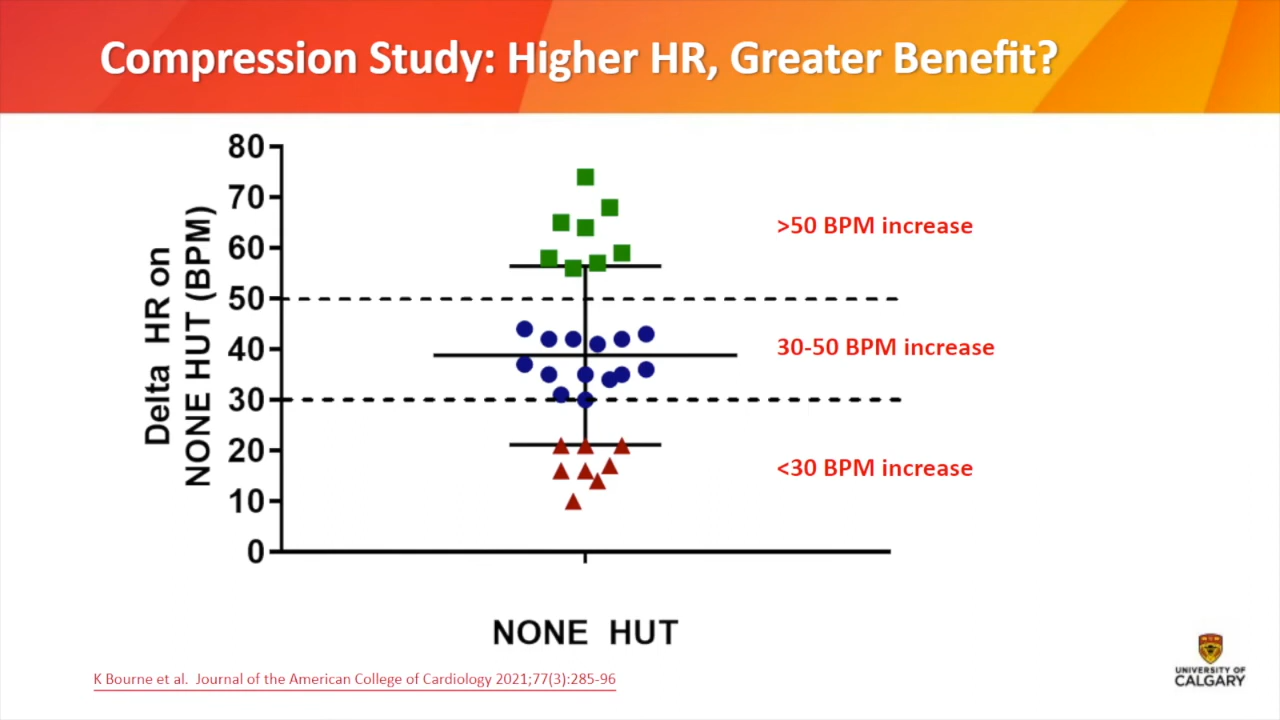 Compression Study: Higher HR, Greater Benefit?
80
70
60
50
40
30
20
10
0
Delta HR on
NONE HUT (BPM)
>50 BPM increase
30-50 BPM increase
<30 BPM increase
NONE HUT
K Bourne et al. Journal of the American College of Cardiology 2021;77(3):285-96
UNIVERSITY OF
CALGARY